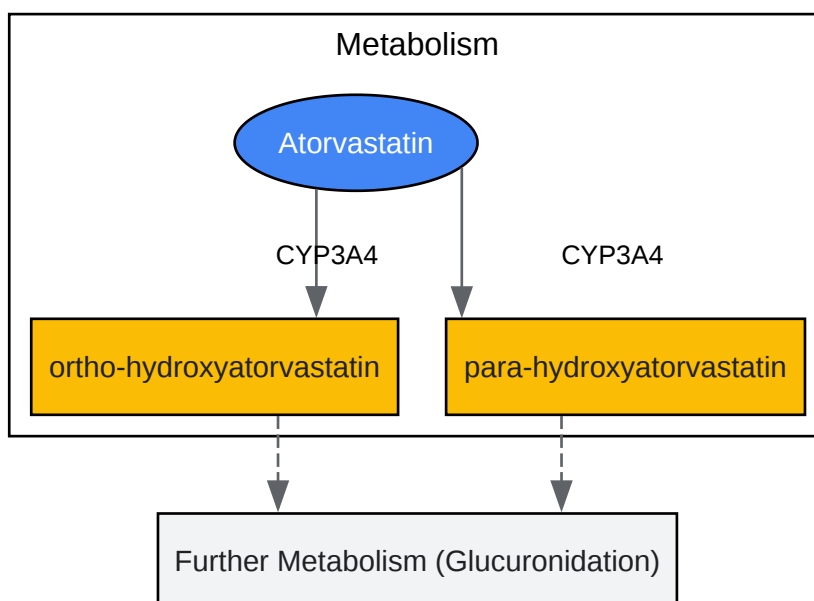 Metabolism
Atorvastatin
CYP3A4
CYP3A4
ortho-hydroxyatorvastatin
para-hydroxyatorvastatin
Further Metabolism (Glucuronidation)